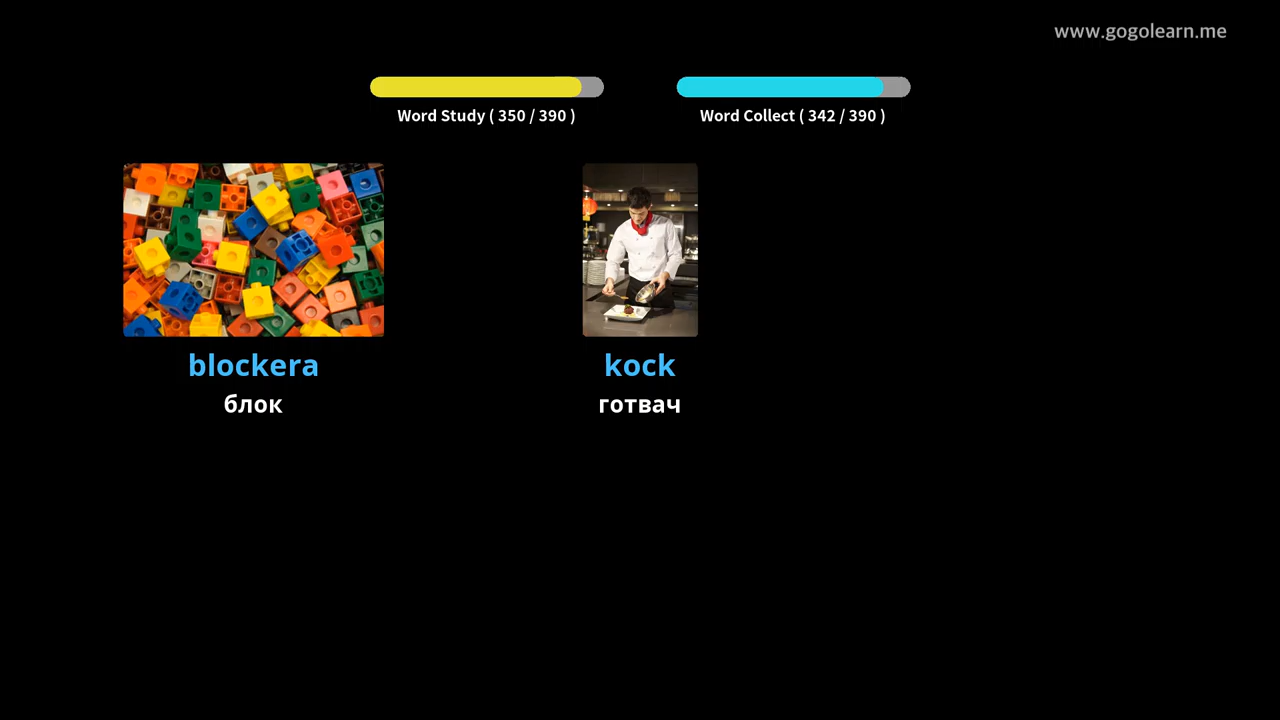 www.gogolearn.me
Word Study ( 350 / 390 )
Word Collect ( 342 / 390 )
blockera
блок
kock
готвач